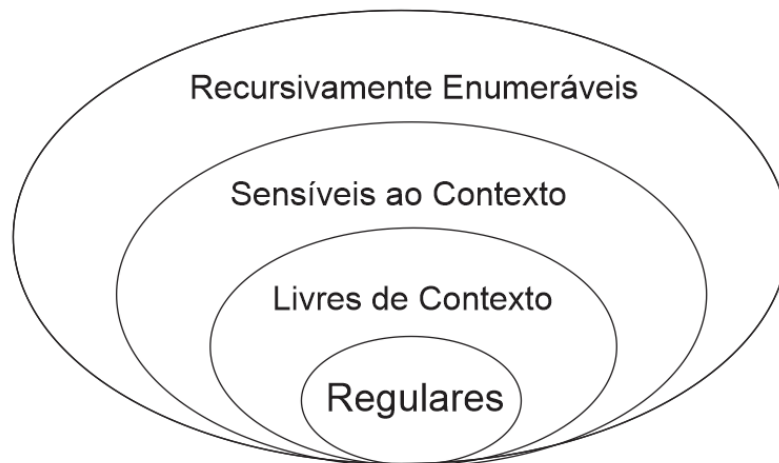 Recursivamente Enumeráveis
Sensíveis ao Contexto
Livres de Contexto
Regulares